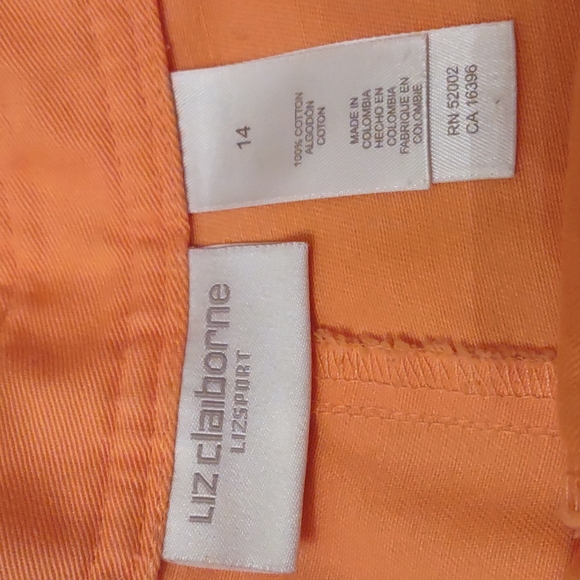 14
100% COTTON
ALGODÓN
COTON
MADE IN
COLOMBIA
HECHO EN
COLOMBIA
FABRIQUE EN
COLOMBIE
RN 52002
CA 16396
LIZ claiborne
LIZSPORT